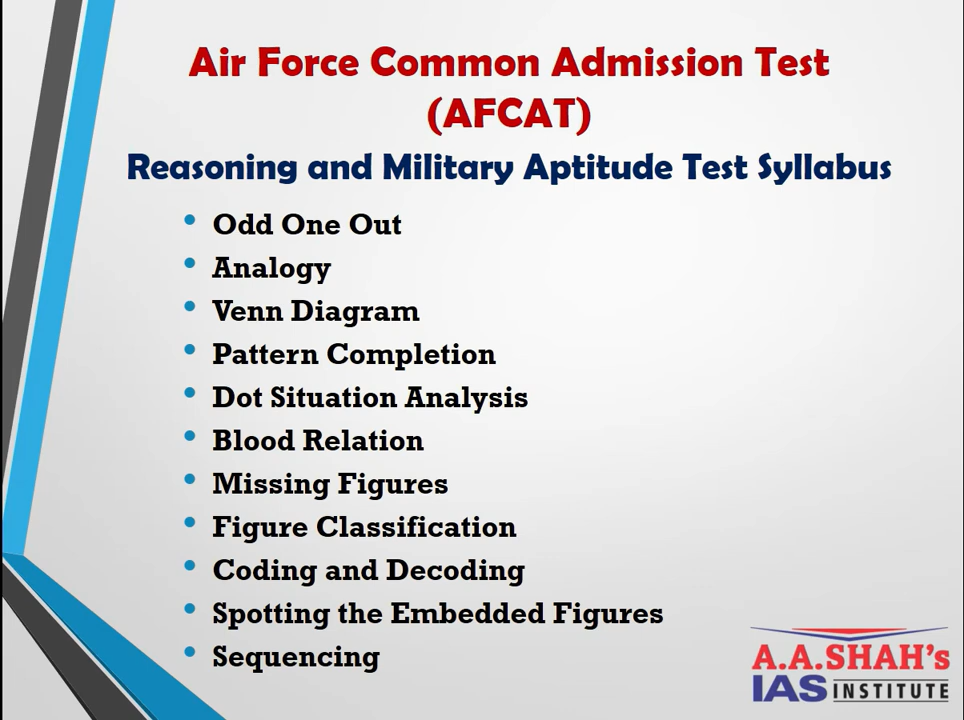 Air Force Common Admission Test
(AFCAT)
Reasoning and Military Aptitude Test Syllabus
• Odd One Out
• Analogy
• Venn Diagram
• Pattern Completion
• Dot Situation Analysis
• Blood Relation
• Missing Figures
• Figure Classification
• Coding and Decoding
• Spotting the Embedded Figures
• Sequencing
A.A.SHAH's
IAS INSTITUTE